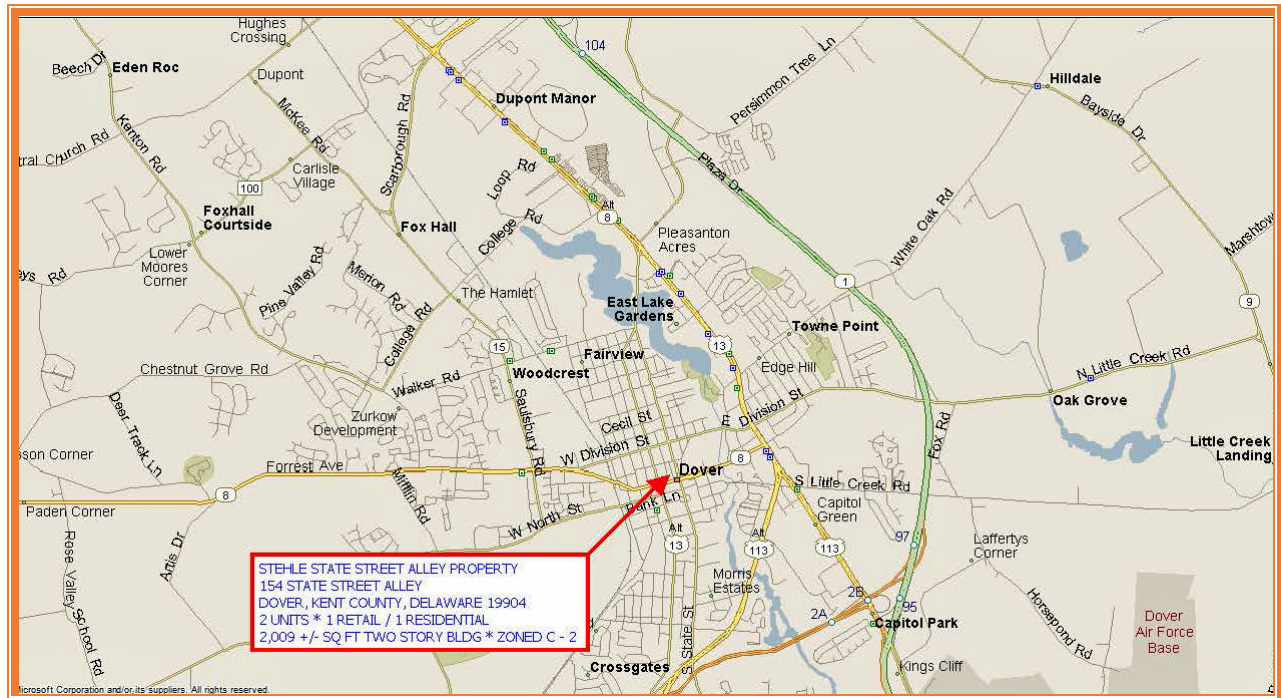 Hughes
Crossing
104
Beech Dr
Eden Roc
Dupont
Persimmon Tree Ln
Hilldale
Bayside Dr
Dupont Manor
McKee Rd
Scarborough Rd
Kenton Rd
tral Church Rd
Carlisle
Village
100
Loop Rd
Plaza Dr
Alt
8
Foxhall
Courtside
Fox Hall
College Rd
Pleasanton
Acres
White Oak Rd
Marshtow
Lower
Moores
Corner
ys Rd
Pine Valley Rd
Merion Rd
The Hamlet
1
9
East Lake
Gardens
Towne Point
College Rd
15
Fairview
13
Edge Hill
N Little Creek Rd
Chestnut Grove Rd
Woodcrest
Walker Rd
Oak Grove
Deer Track Ln
Zurkow
Development
Saulsbury Rd
Cecil St
E Division St
W Division St
Fox Rd
Little Creek
Landing
son Corner
Forrest Ave
Dover
8
S Little Creek Rd
8
Mifflin Rd
Bank Ln
Paden Corner
W North St
Capitol
Green
Artis Dr
Rose Valley School Rd
Alt
13
Alt
113
113
97
Laffertys
Corner
STEHLE STATE STREET ALLEY PROPERTY
154 STATE STREET ALLEY
DOVER, KENT COUNTY, DELAWARE 19904
2 UNITS * 1 RETAIL / 1 RESIDENTIAL
2,009 +/- SQ FT TWO STORY BLDG * ZONED C - 2
Morris
Estates
2B
95
2A
Capitol Park
Horsepond Rd
Dover
Air Force
Base
S State St
Crossgates
Kings Cliff
icrosoft Corporation and/or its suppliers. All rights reserved.